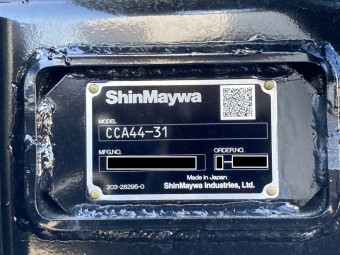 ShinMaywa
MODEL
CCA44-31
MFG.NO. ORDER.NO.
Made in Japan
203-28295-0 ShinMaywa Industries, Ltd.